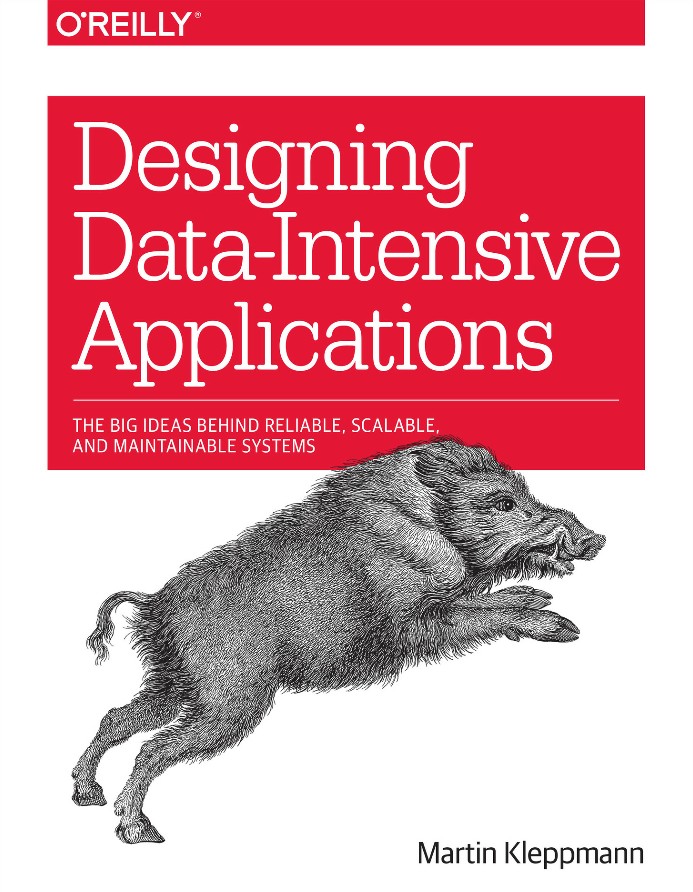 O'REILLY®
Designing
Data-Intensive
Applications
THE BIG IDEAS BEHIND RELIABLE, SCALABLE,
AND MAINTAINABLE SYSTEMS
Martin Kleppmann